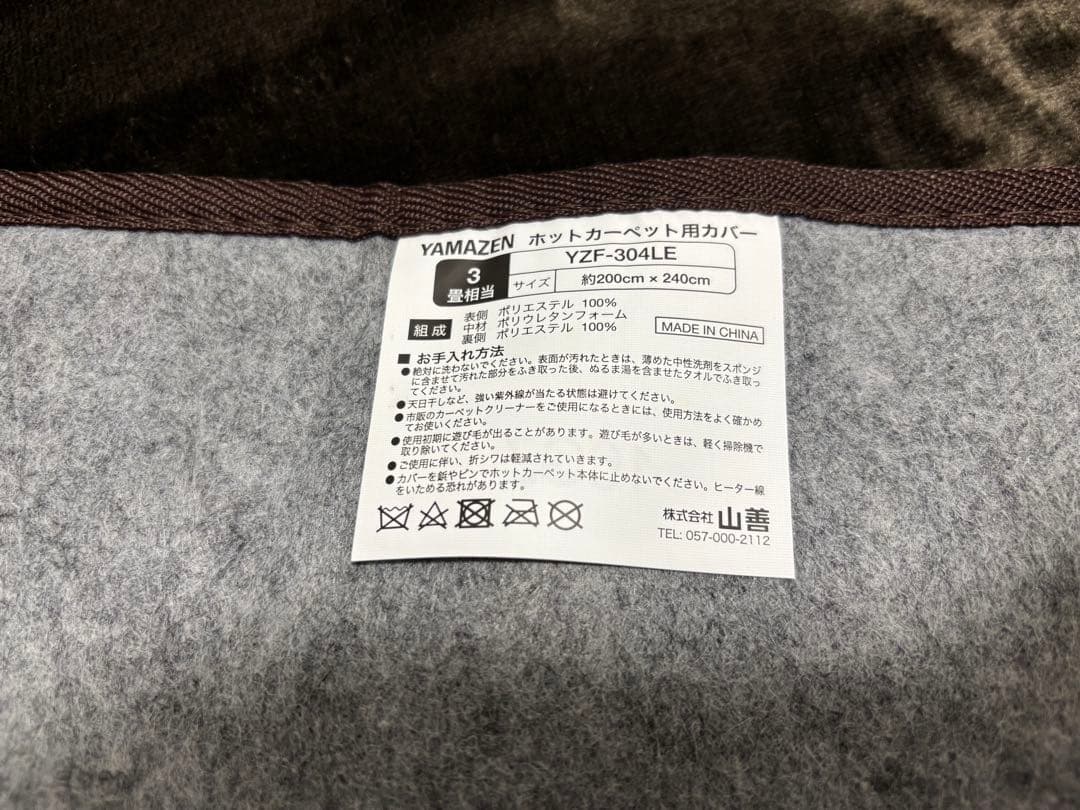 YAMAZEN ホットカーペット用カバー
3
畳相当
YZF-304LE
サイズ 約200cm × 240cm
組成
表側 ポリエステル 100%
中材 ポリウレタンフォーム
裏側 ポリエステル 100%
MADE IN CHINA
■ お手入れ方法
●絶対に洗わないでください。表面が汚れたときは、薄めた中性洗剤をスポンジ
に含ませて汚れた部分をふき取った後、ぬるま湯を含ませたタオルでふき取っ
てください。
●天日干しなど、強い紫外線が当たる状態は避けてください。
●市販のカーペットクリーナーをご使用になるときには、使用方法をよく確かめ
てお使いください。
●使用初期に遊び毛が出ることがあります。遊び毛が多いときは、軽く掃除機で
取り除いてください。
●ご使用に伴い、折シワは軽減されていきます。
●カバーを鋲やピンでホットカーペット本体に止めないでください。ヒーター線
をいためる恐れがあります。
株式会社 山善
TEL: 057-000-2112